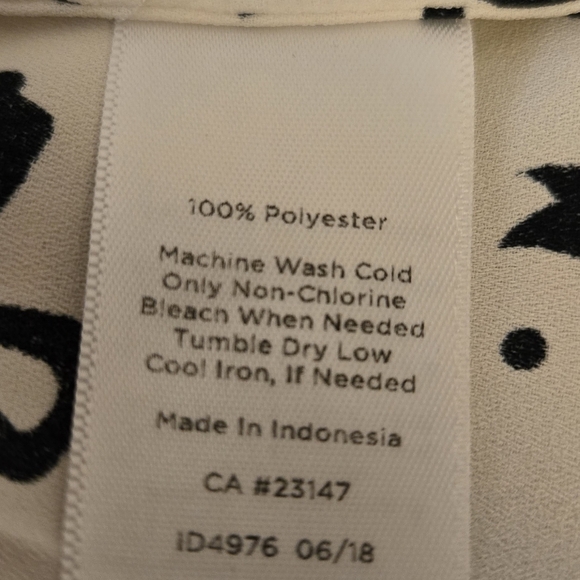 100% Polyester
Machine Wash Cold
Only Non-Chlorine
Bleach When Needed
Tumble Dry Low
Cool Iron, If Needed
Made In Indonesia
CA #23147
ID4976 06/18